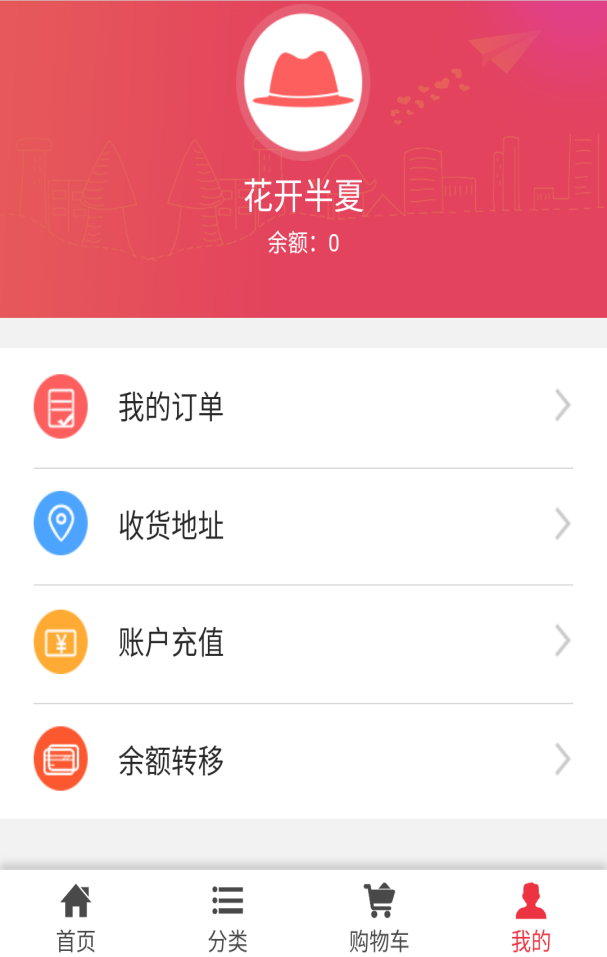 花开半夏
余额：0
我的订单
收货地址
账户充值
余额转移
首页
分类
购物车
我的